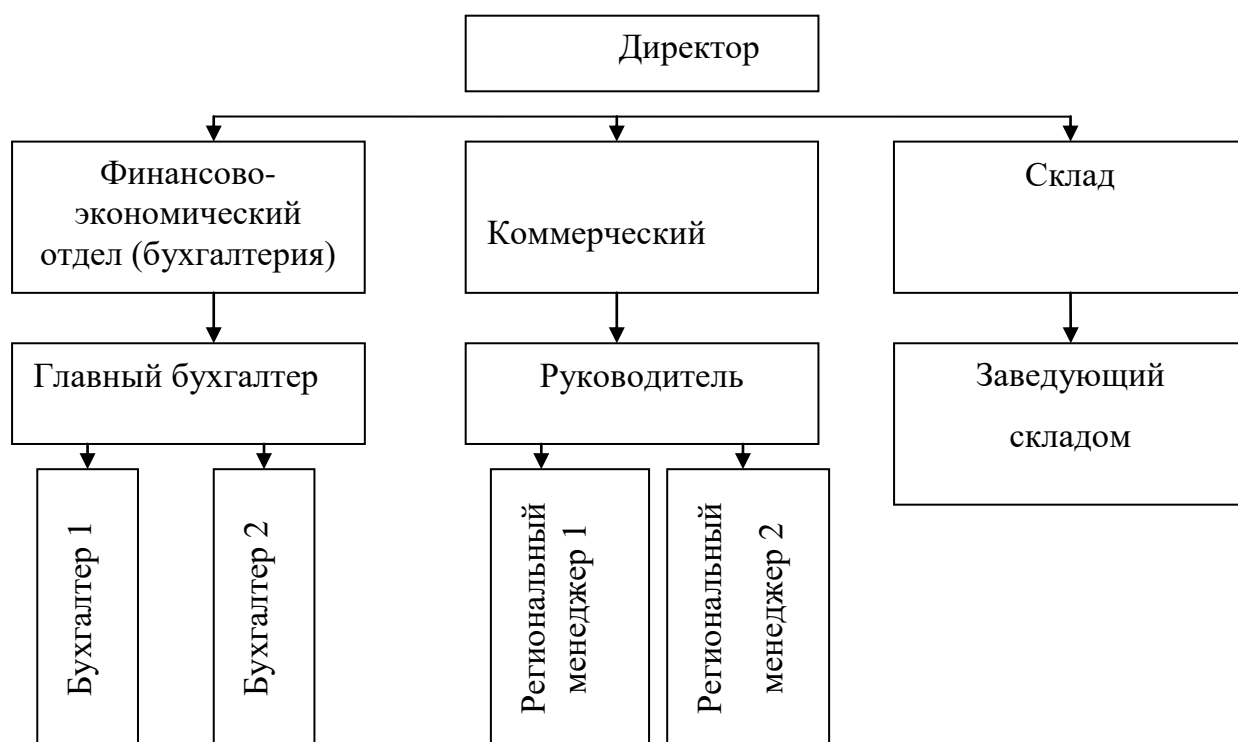 Директор
Финансово-
экономический
отдел (бухгалтерия)
Коммерческий
Склад
Главный бухгалтер
Руководитель
Заведующий
складом
Бухгалтер 1
Бухгалтер 2
Региональный
менеджер 1
Региональный
менеджер 2